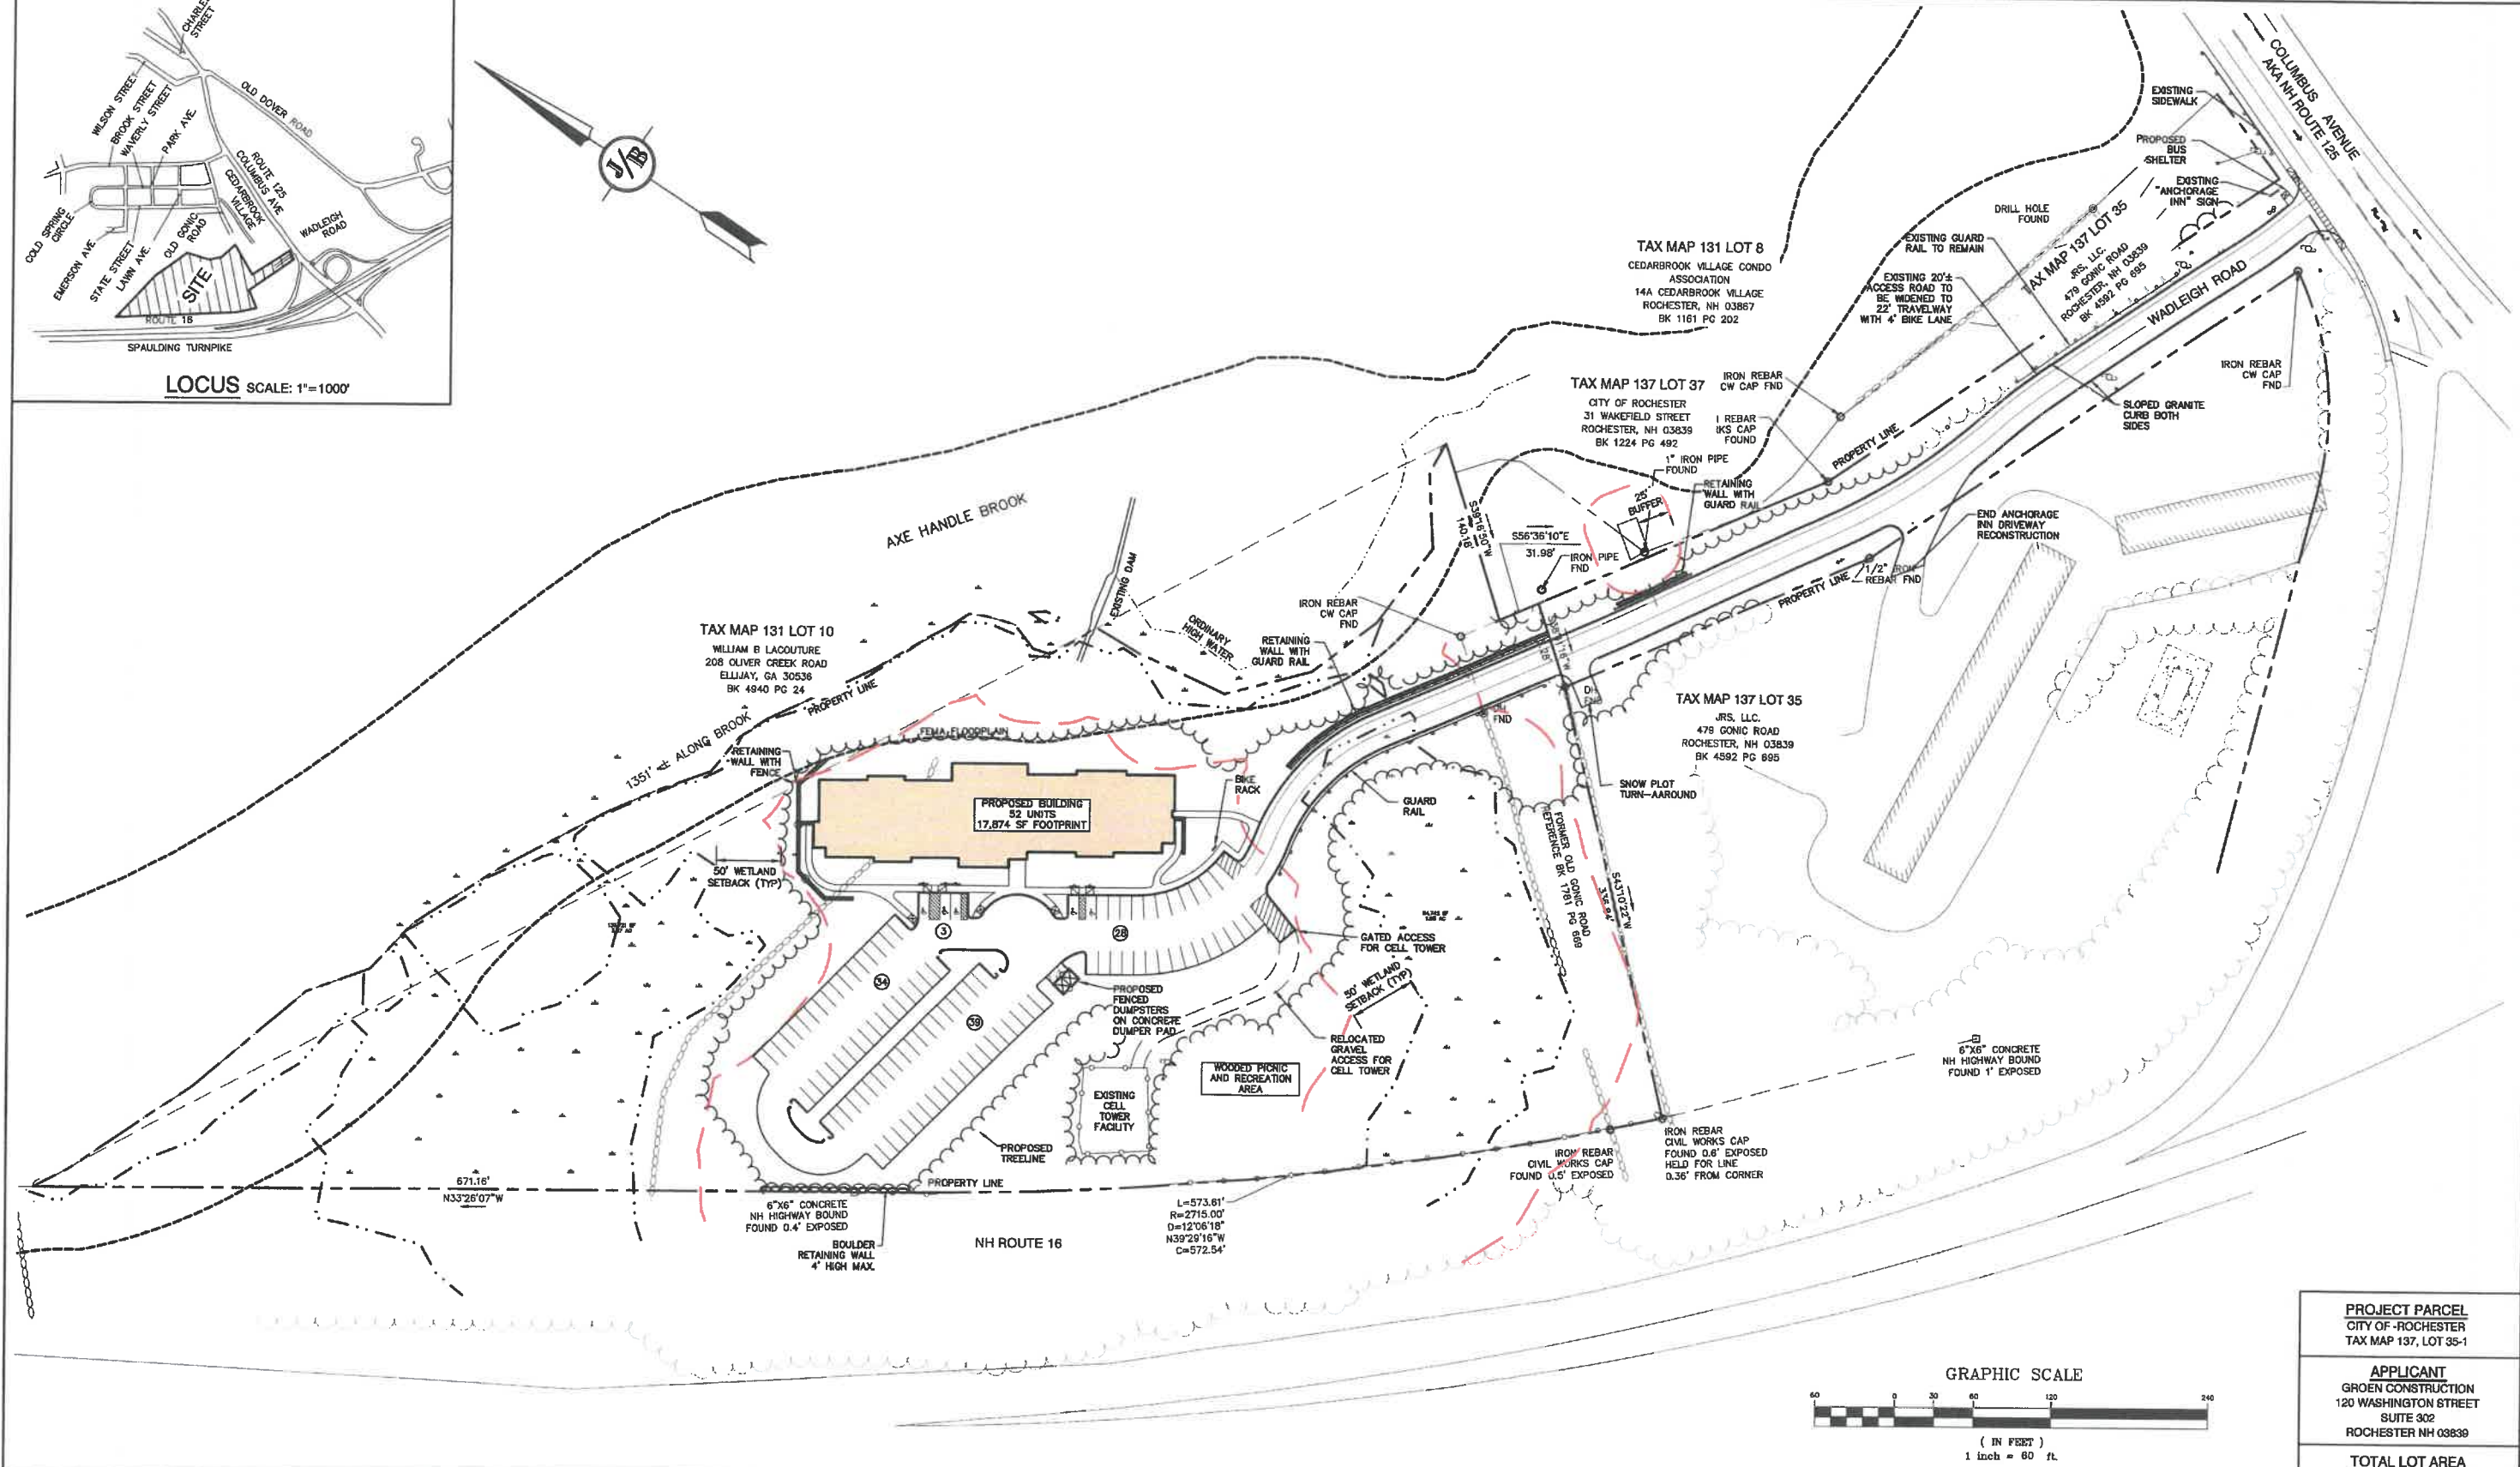 STREET
WILSON STREET
BROOK STREET
WAVERLY STREET
PARK AVE.
OLD DOVER ROAD
ROUTE 125
COLUMBUS AVE
CEDARBROOK
VILLAGE
WADLEIGH
ROAD
COLD SPRING
CIRCLE
EMERSON AVE.
STATE STREET
LAWN AVE.
OLD GONIC
ROAD
SITE
ROUTE 16
SPAULDING TURNPIKE
LOCUS SCALE: 1"=1000'
J/B
COLUMBUS AVENUE
AKA NH ROUTE 125
EXISTING
SIDEWALK
PROPOSED
BUS
SHELTER
EXISTING
"ANCHORAGE
INN" SIGN
DRILL HOLE
FOUND
TAX MAP 137 LOT 35
JRS, LLC.
479 GONIC ROAD
ROCHESTER, NH 03839
BK 4592 PG 695
EXISTING GUARD
RAIL TO REMAIN
EXISTING 20'±
ACCESS ROAD TO
BE WIDENED TO
22' TRAVELWAY
WITH 4' BIKE LANE
WADLEIGH ROAD
IRON REBAR
CW CAP
FND
SLOPED GRANITE
CURB BOTH
SIDES
TAX MAP 131 LOT 8
CEDARBROOK VILLAGE CONDO
ASSOCIATION
14A CEDARBROOK VILLAGE
ROCHESTER, NH 03867
BK 1161 PG 202
TAX MAP 137 LOT 37
CITY OF ROCHESTER
31 WAKEFIELD STREET
ROCHESTER, NH 03839
BK 1224 PG 492
IRON REBAR
CW CAP FND
I REBAR
IKS CAP
FOUND
1" IRON PIPE
FOUND
PROPERTY LINE
RETAINING
WALL WITH
GUARD RAIL
25'
BUFFER
S39°16'50"W
140.18'
S56°36'10"E
31.98'
IRON PIPE
FND
END ANCHORAGE
INN DRIVEWAY
RECONSTRUCTION
1/2" IRON
REBAR FND
PROPERTY LINE
AXE HANDLE BROOK
EXISTING DAM
ORDINARY
HIGH WATER
IRON REBAR
CW CAP
FND
RETAINING
WALL WITH
GUARD RAIL
TAX MAP 131 LOT 10
WILLIAM B LACOUTURE
208 OLIVER CREEK ROAD
ELLIJAY, GA 30536
BK 4940 PG 24
PROPERTY LINE
1351' ± ALONG BROOK
FEMA FLOODPLAIN
RETAINING
WALL WITH
FENCE
PROPOSED BUILDING
52 UNITS
17,874 SF FOOTPRINT
BIKE
RACK
GUARD
RAIL
DH
FND
DH
FND
TAX MAP 137 LOT 35
JRS, LLC.
479 GONIC ROAD
ROCHESTER, NH 03839
BK 4592 PG 695
SNOW PLOT
TURN-AAROUND
FORMER OLD GONIC ROAD
REFERENCE BK 1781 PG 669
S43°10'22"W
335.94'
50' WETLAND
SETBACK (TYP)
3
28
34
39
GATED ACCESS
FOR CELL TOWER
50' WETLAND
SETBACK (TYP)
PROPOSED
FENCED
DUMPSTERS
ON CONCRETE
DUMPER PAD
RELOCATED
GRAVEL
ACCESS FOR
CELL TOWER
WOODED PICNIC
AND RECREATION
AREA
EXISTING
CELL
TOWER
FACILITY
PROPOSED
TREELINE
6"X6" CONCRETE
NH HIGHWAY BOUND
FOUND 1' EXPOSED
IRON REBAR
CIVIL WORKS CAP
FOUND 0.6' EXPOSED
HELD FOR LINE
0.36' FROM CORNER
IRON REBAR
CIVIL WORKS CAP
FOUND 0.5' EXPOSED
671.16'
N33°26'07"W
PROPERTY LINE
6"X6" CONCRETE
NH HIGHWAY BOUND
FOUND 0.4' EXPOSED
BOULDER
RETAINING WALL
4' HIGH MAX.
NH ROUTE 16
L=573.61'
R=2715.00'
D=12°06'18"
N39°29'16"W
C=572.54'
GRAPHIC SCALE
60 0 30 60 120 240
( IN FEET )
1 inch = 60 ft.
PROJECT PARCEL
CITY OF -ROCHESTER
TAX MAP 137, LOT 35-1
APPLICANT
GROEN CONSTRUCTION
120 WASHINGTON STREET
SUITE 302
ROCHESTER NH 03839
TOTAL LOT AREA